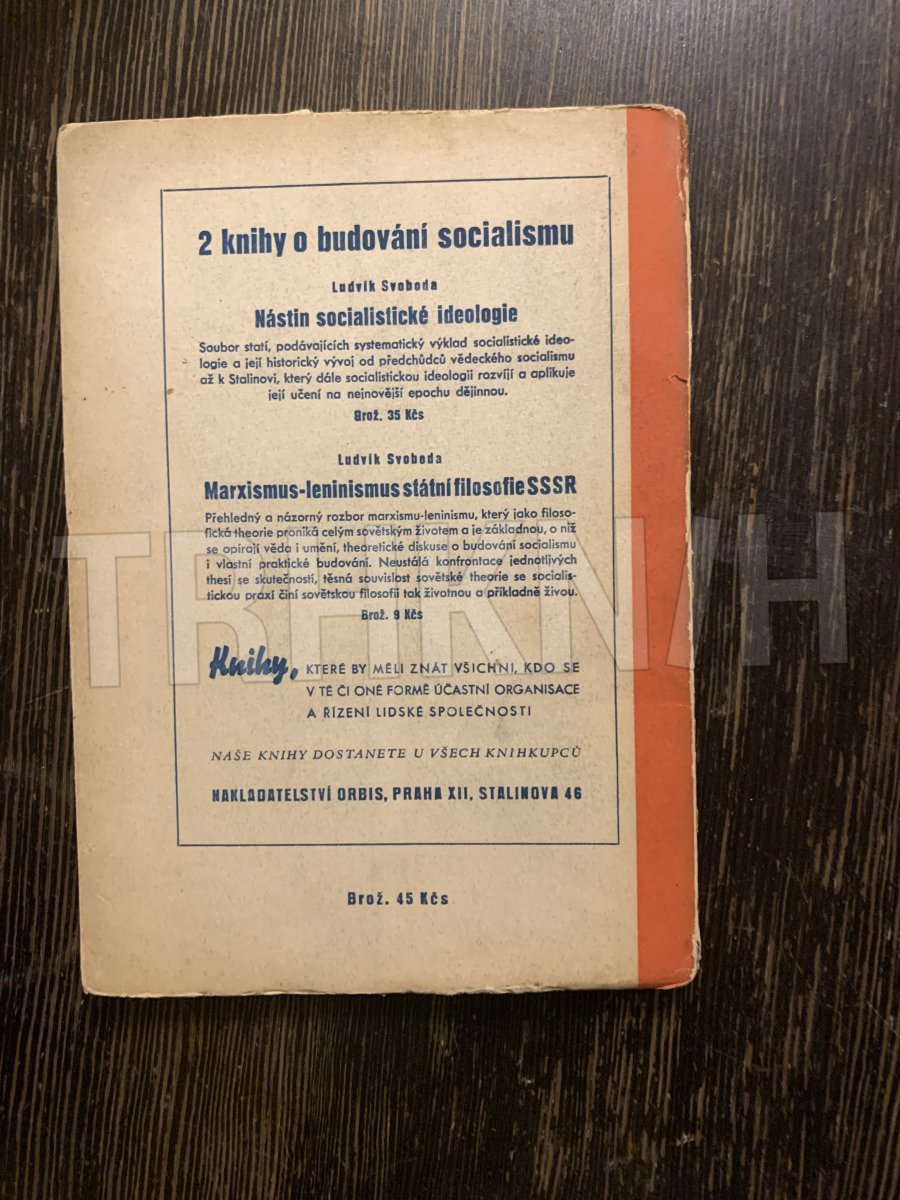 2 knihy o budování socialismu
Ludvík Svoboda
Nástin socialistické ideologie
Soubor statí, podávajících systematický výklad socialistické ideo-
logie a její historický vývoj od předchůdců vědeckého socialismu
až k Stalinovi, který dále socialistickou ideologii rozvíjí a aplikuje
její učení na nejnovější epochu dějinnou.
Brož. 35 Kčs
Ludvík Svoboda
Marxismus-leninismus státní filosofie SSSR
Přehledný a názorný rozbor marxismu-leninismu, který jako filoso-
fická theorie proniká celým sovětským životem a je základnou, o niž
se opírají věda i umění, theoretické diskuse o budování socialismu
i vlastní praktické budování. Neustálá konfrontace jednotlivých
thesí se skutečností, těsná souvislost sovětské theorie se socialis-
tickou praxí činí sovětskou filosofii tak životnou a příkladně živou.
Brož. 9 Kčs
Knihy, KTERÉ BY MĚLI ZNÁT VŠICHNI, KDO SE
V TÉ ČI ONÉ FORMĚ ÚČASTNÍ ORGANISACE
A ŘÍZENÍ LIDSKÉ SPOLEČNOSTI
NAŠE KNIHY DOSTANETE U VŠECH KNIHKUPCŮ
NAKLADATELSTVÍ ORBIS, PRAHA XII, STALINOVA 46
Brož. 45 Kčs
TRHKNIH